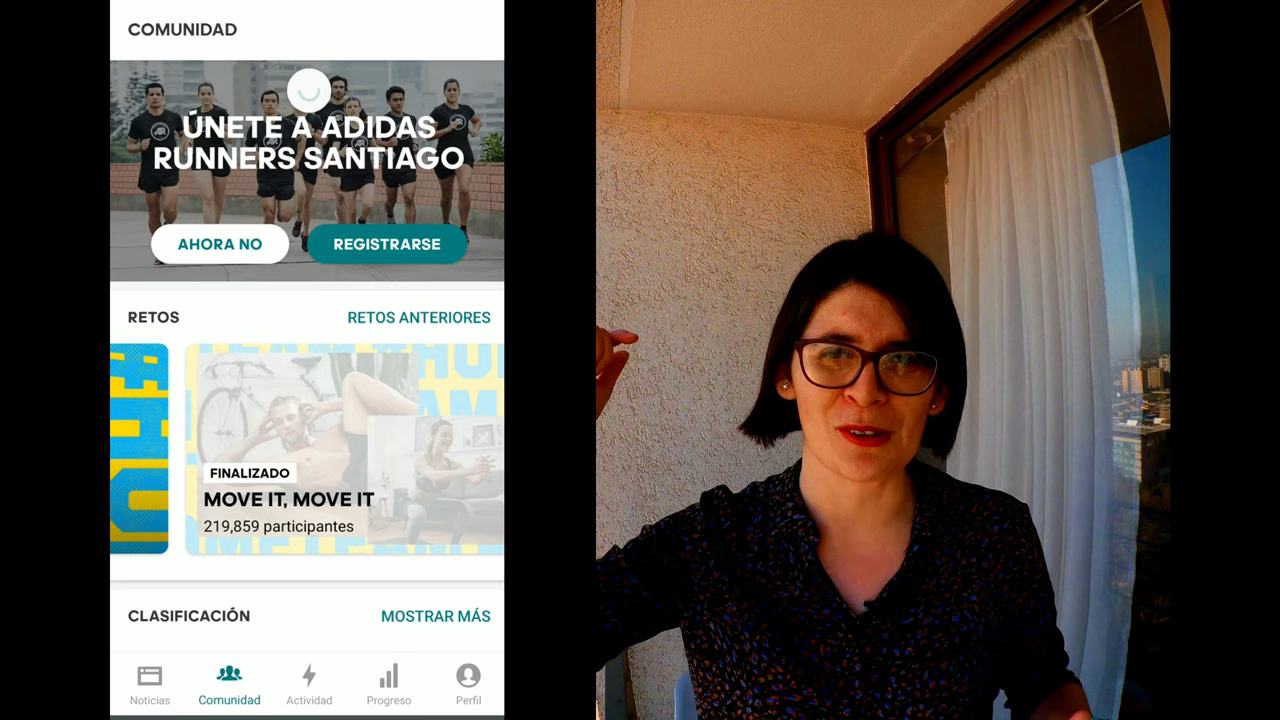 COMUNIDAD
ÚNETE A ADIDAS
RUNNERS SANTIAGO
AHORA NO
REGISTRARSE
RETOS
RETOS ANTERIORES
FINALIZADO
MOVE IT, MOVE IT
219,859 participantes
CLASIFICACIÓN
MOSTRAR MÁS
Noticias
Comunidad
Actividad
Progreso
Perfil